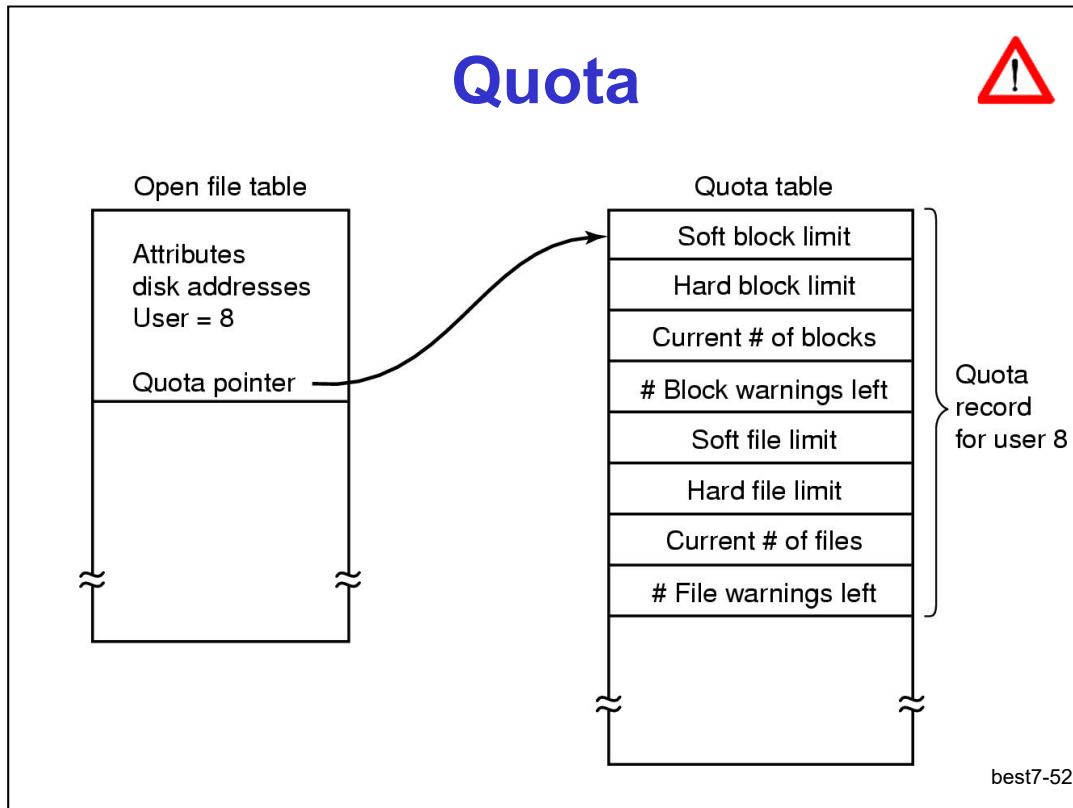 Quota
!
Open file table
Attributes
disk addresses
User = 8
Quota pointer
Quota table
Soft block limit
Hard block limit
Current # of blocks
# Block warnings left
Soft file limit
Hard file limit
Current # of files
# File warnings left
Quota
record
for user 8
best7-52